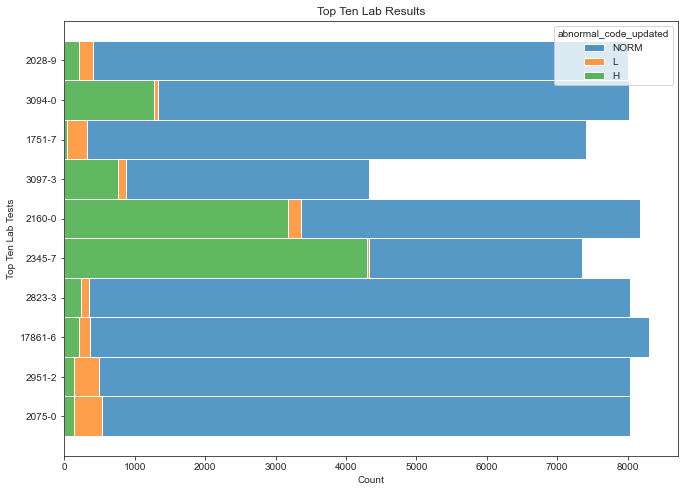 Top Ten Lab Results
abnormal_code_updated
NORM
L
H
Top Ten Lab Tests
2028-9
3094-0
1751-7
3097-3
2160-0
2345-7
2823-3
17861-6
2951-2
2075-0
0 1000 2000 3000 4000 5000 6000 7000 8000
Count